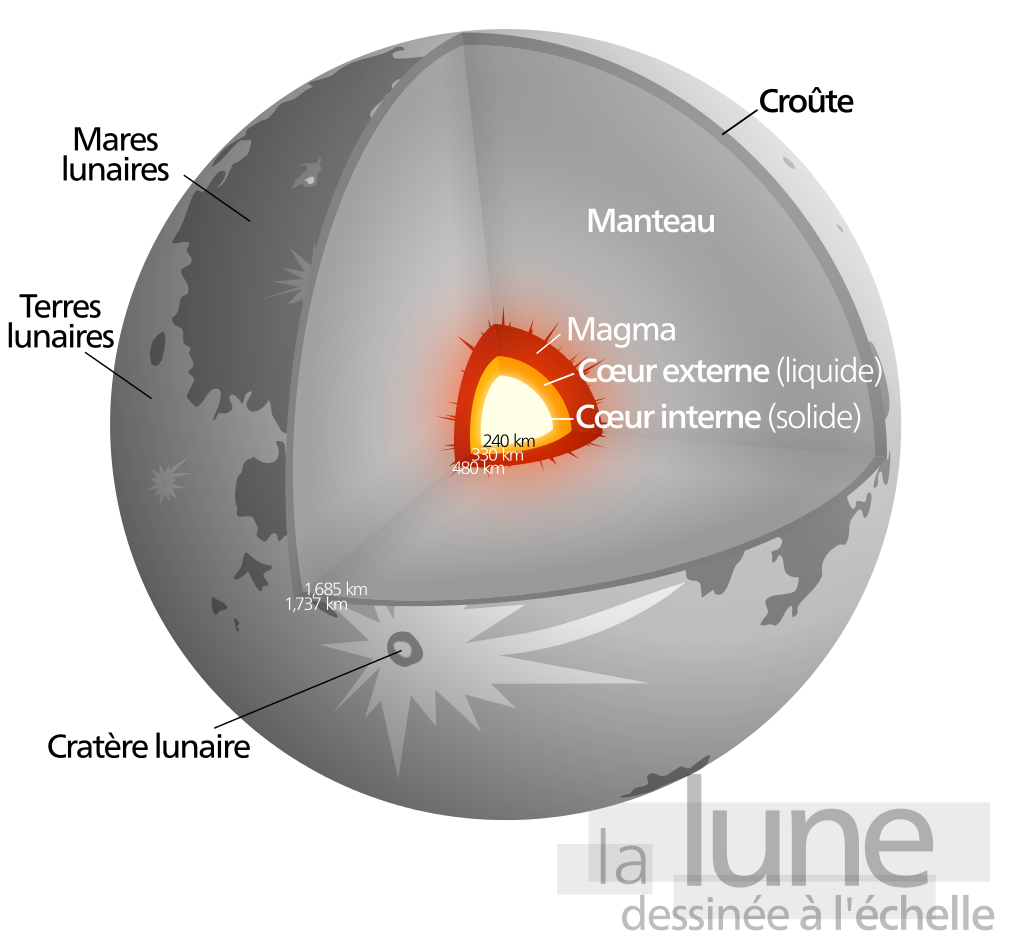 Croûte
Mares
lunaires
Manteau
Terres
lunaires
Magma
Cœur externe (liquide)
Cœur interne (solide)
240 km
330 km
480 km
1,685 km
1,737 km
Cratère lunaire
la lune
dessinée à l'échelle